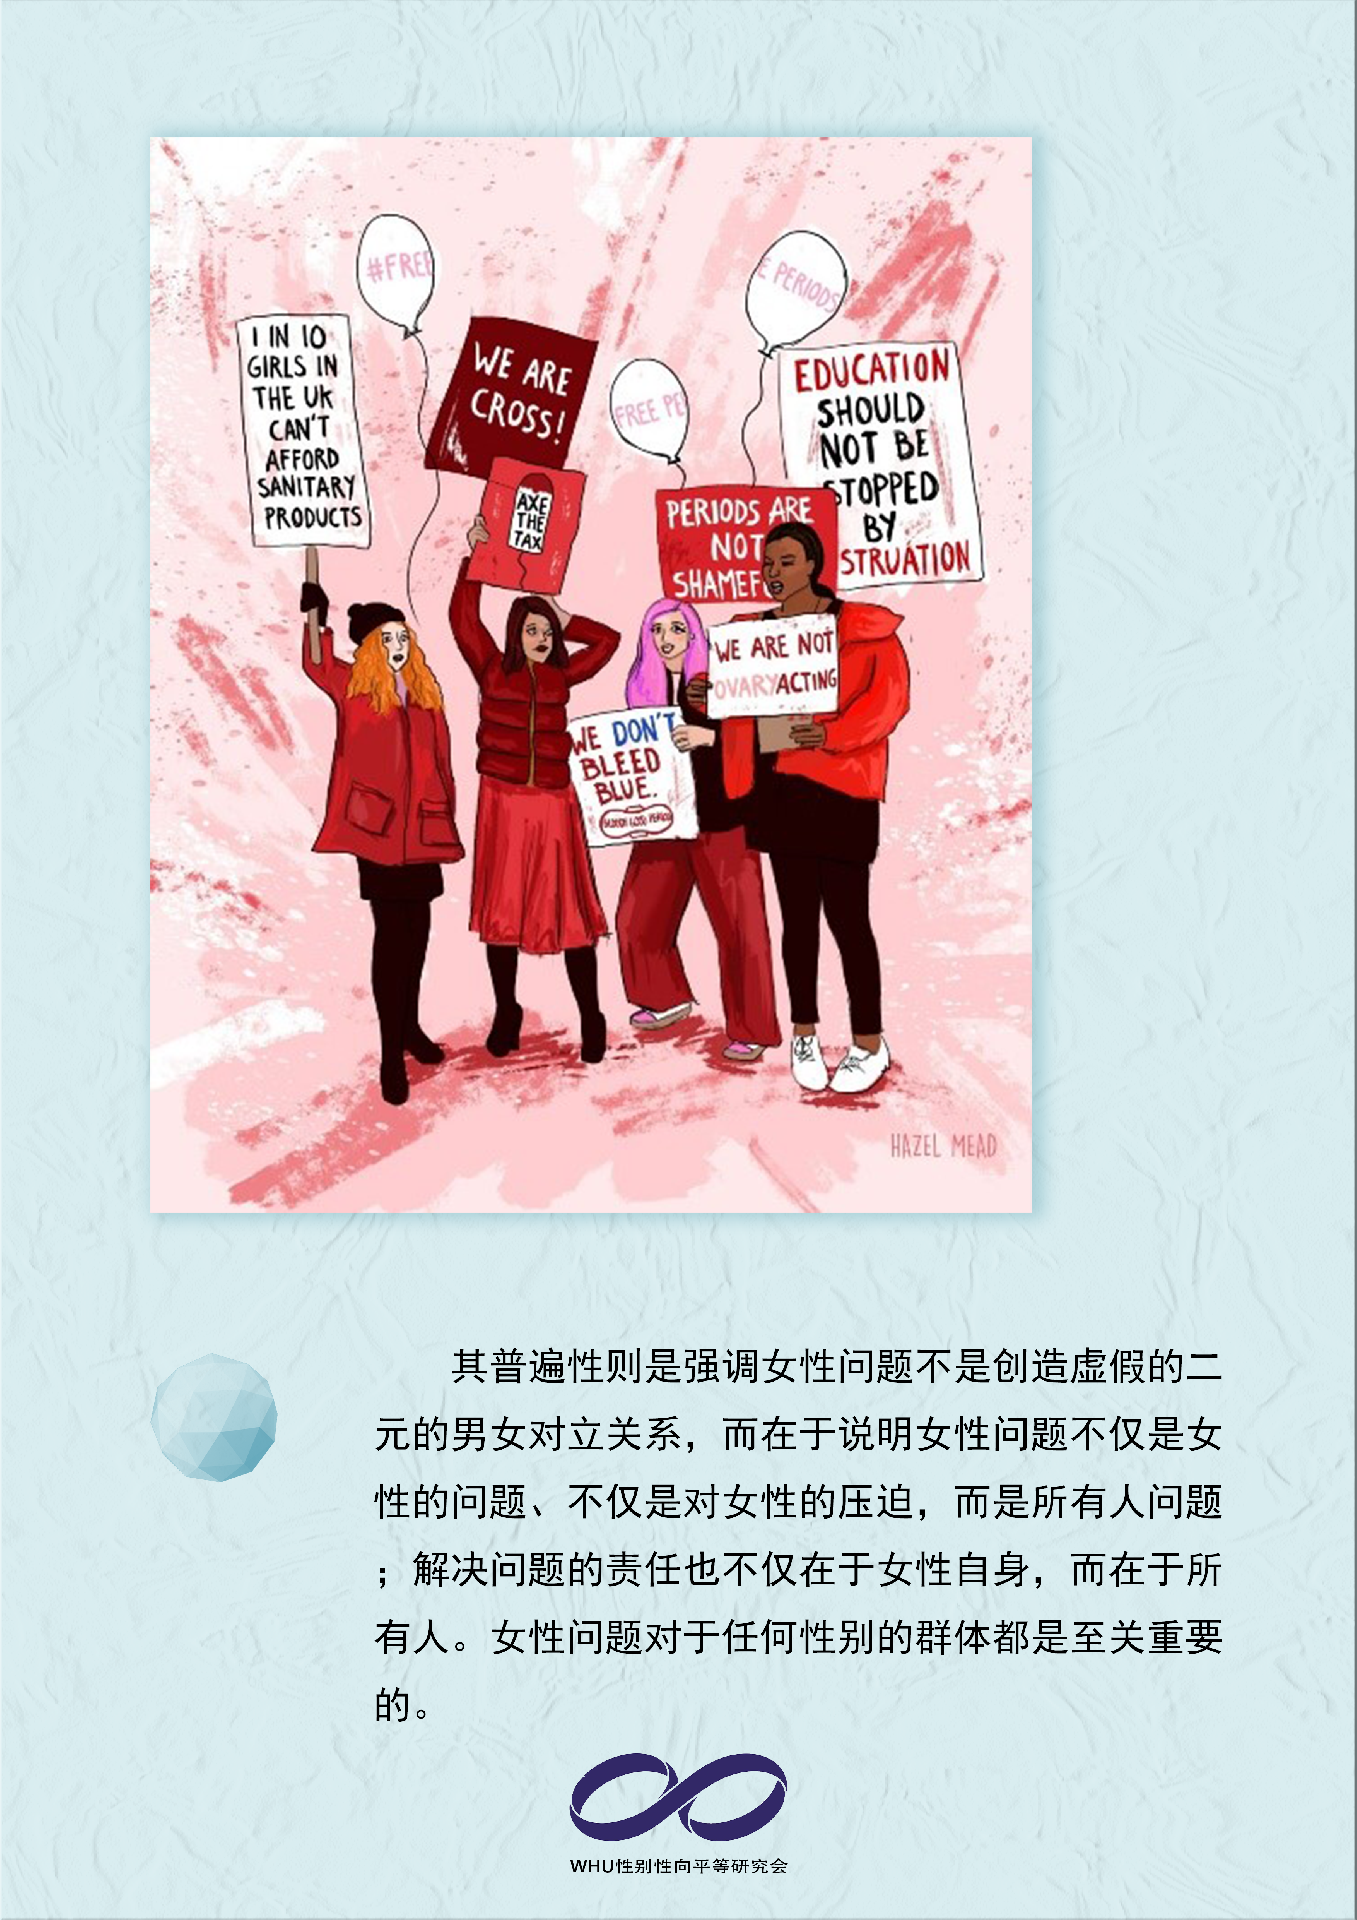 #FREE
E PERIODS
FREE PE
1 IN 10
GIRLS IN
THE UK
CAN'T
AFFORD
SANITARY
PRODUCTS
WE ARE
CROSS!
AXE
THE
TAX
EDUCATION
SHOULD
NOT BE
STOPPED
BY
STRUATION
PERIODS ARE
NOT
SHAMEF
WE ARE NOT
OVARYACTING
WE DON'T
BLEED
BLUE.
HAZEL MEAD
其普遍性则是强调女性问题不是创造虚假的二
元的男女对立关系，而在于说明女性问题不仅是女
性的问题、不仅是对女性的压迫，而是所有人问题
；解决问题的责任也不仅在于女性自身，而在于所
有人。女性问题对于任何性别的群体都是至关重要
的。
WHU性别性向平等研究会